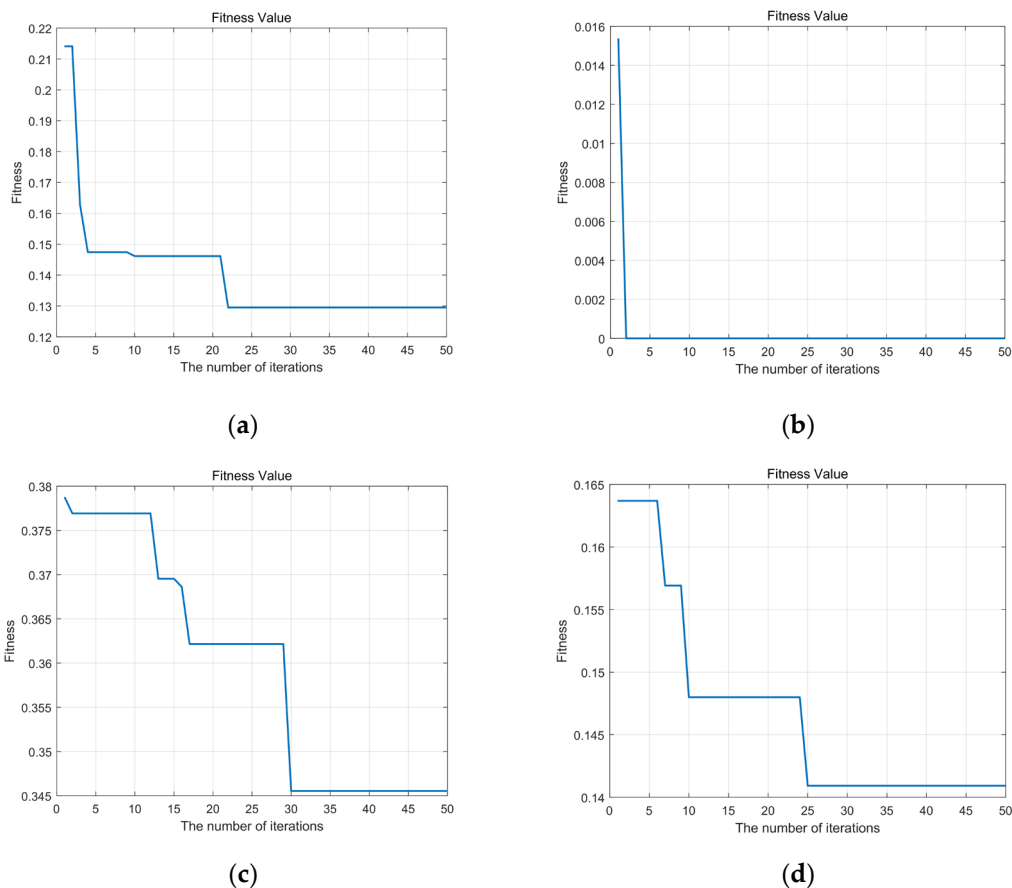 Fitness Value
0.22
0.21
0.2
0.19
0.18
0.17
0.16
0.15
0.14
0.13
0.12
Fitness
0 5 10 15 20 25 30 35 40 45 50
The number of iterations
(a)
Fitness Value
0.016
0.014
0.012
0.01
0.008
0.006
0.004
0.002
0
Fitness
0 5 10 15 20 25 30 35 40 45 50
The number of iterations
(b)
Fitness Value
0.38
0.375
0.37
0.365
0.36
0.355
0.35
0.345
Fitness
0 5 10 15 20 25 30 35 40 45 50
The number of iterations
(c)
Fitness Value
0.165
0.16
0.155
0.15
0.145
0.14
Fitness
0 5 10 15 20 25 30 35 40 45 50
The number of iterations
(d)